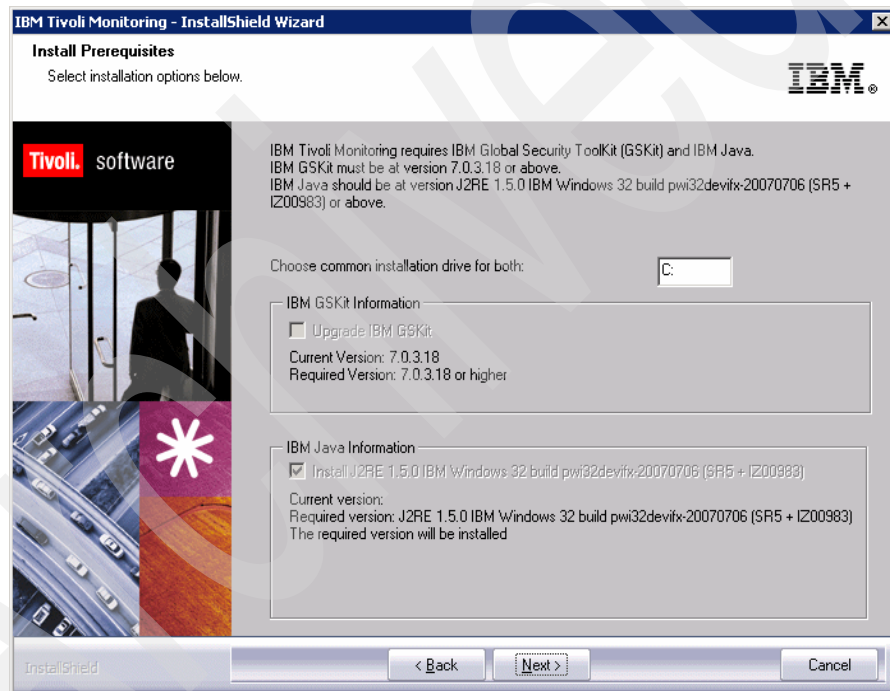 IBM Tivoli Monitoring - InstallShield Wizard
Install Prerequisites
Select installation options below.
IBM®
Tivoli. software
IBM Tivoli Monitoring requires IBM Global Security ToolKit (GSKit) and IBM Java.
IBM GSKit must be at version 7.0.3.18 or above.
IBM Java should be at version J2RE 1.5.0 IBM Windows 32 build pwi32devifx-20070706 (SR5 +
IZ00983) or above.
Choose common installation drive for both:
C:
IBM GSKit Information
Upgrade IBM GSKit
Current Version: 7.0.3.18
Required Version: 7.0.3.18 or higher
IBM Java Information
Install J2RE 1.5.0 IBM Windows 32 build pwi32devifx-20070706 (SR5 + IZ00983)
Current version:
Required version: J2RE 1.5.0 IBM Windows 32 build pwi32devifx-20070706 (SR5 + IZ00983)
The required version will be installed
InstallShield
< Back
Next >
Cancel